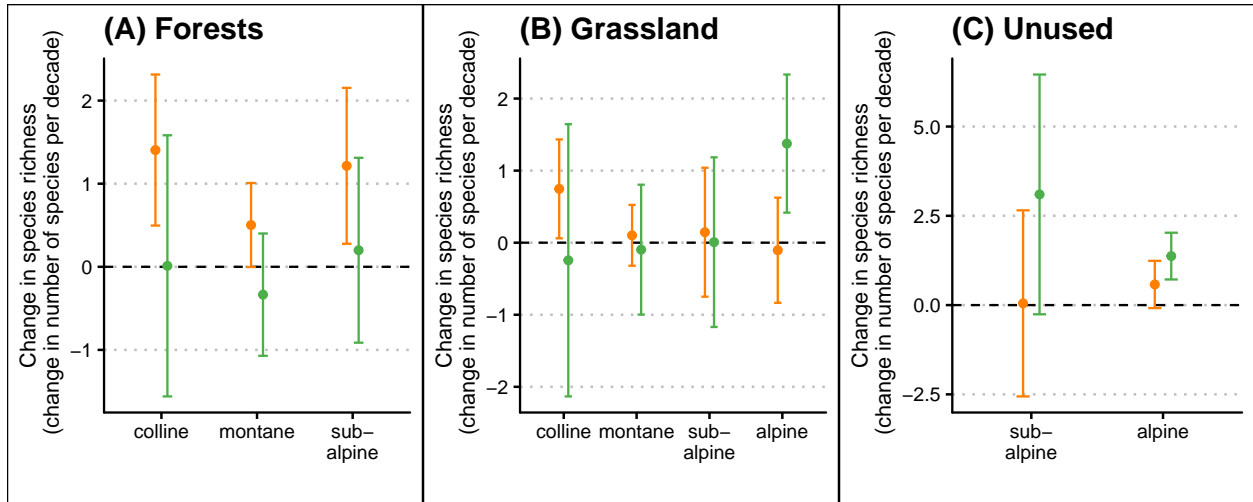 (A) Forests
Change in species richness
(change in number of species per decade)
2
1
0
−1
colline
montane
sub−
alpine
(B) Grassland
Change in species richness
(change in number of species per decade)
2
1
0
−1
−2
colline
montane
sub−
alpine
alpine
(C) Unused
Change in species richness
(change in number of species per decade)
5.0
2.5
0.0
−2.5
sub−
alpine
alpine